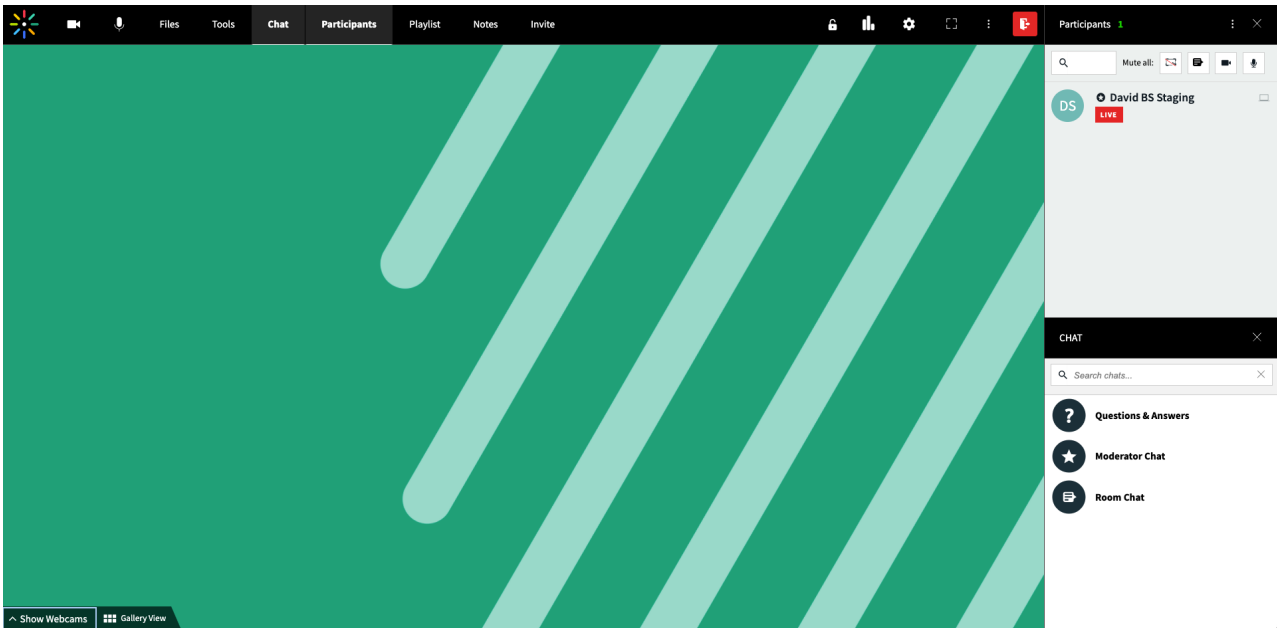 Files Tools Chat Participants Playlist Notes Invite
Participants 1
Mute all:
DS
David BS Staging
LIVE
CHAT
Search chats...
? Questions & Answers
Moderator Chat
Room Chat
Show Webcams Gallery View